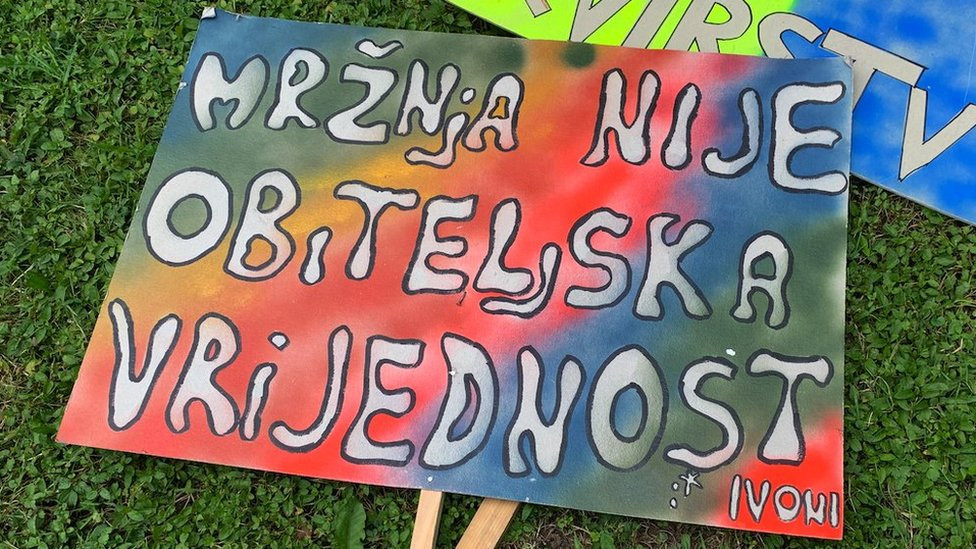 MRŽNJA NIJE
OBITELJSKA
VRIJEDNOST
IVONI